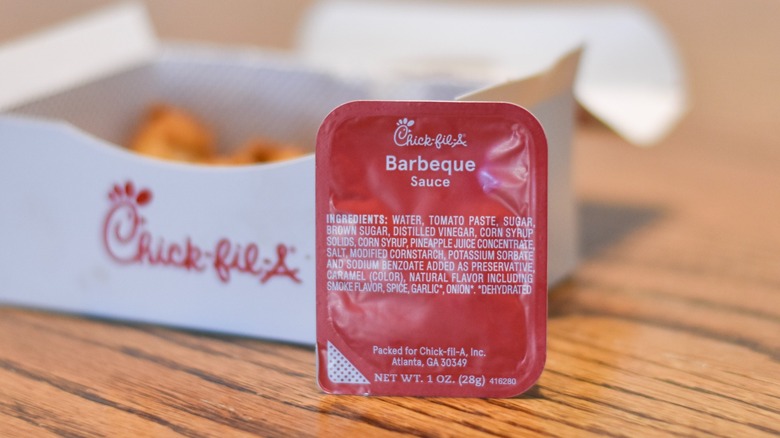 Chick-fil-A
Chick-fil-A
Barbeque
Sauce
INGREDIENTS: WATER, TOMATO PASTE, SUGAR,
BROWN SUGAR, DISTILLED VINEGAR, CORN SYRUP
SOLIDS, CORN SYRUP, PINEAPPLE JUICE CONCENTRATE,
SALT, MODIFIED CORNSTARCH, POTASSIUM SORBATE
AND SODIUM BENZOATE ADDED AS PRESERVATIVE,
CARAMEL (COLOR), NATURAL FLAVOR INCLUDING
SMOKE FLAVOR, SPICE, GARLIC*, ONION*. *DEHYDRATED
Packed for Chick-fil-A, Inc.
Atlanta, GA 30349
NET WT. 1 OZ. (28g) 416280